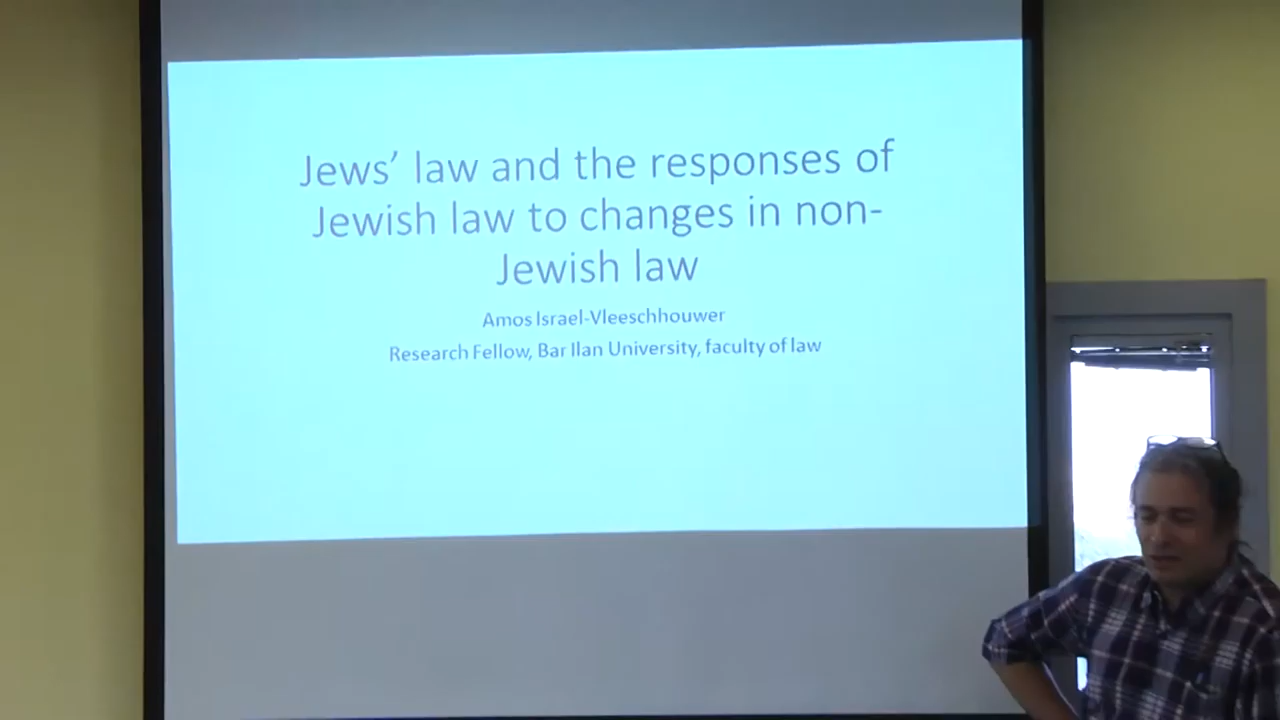 Jews’ law and the responses of
Jewish law to changes in non-
Jewish law
Amos Israel-Vleeschhouwer
Research Fellow, Bar Ilan University, faculty of law